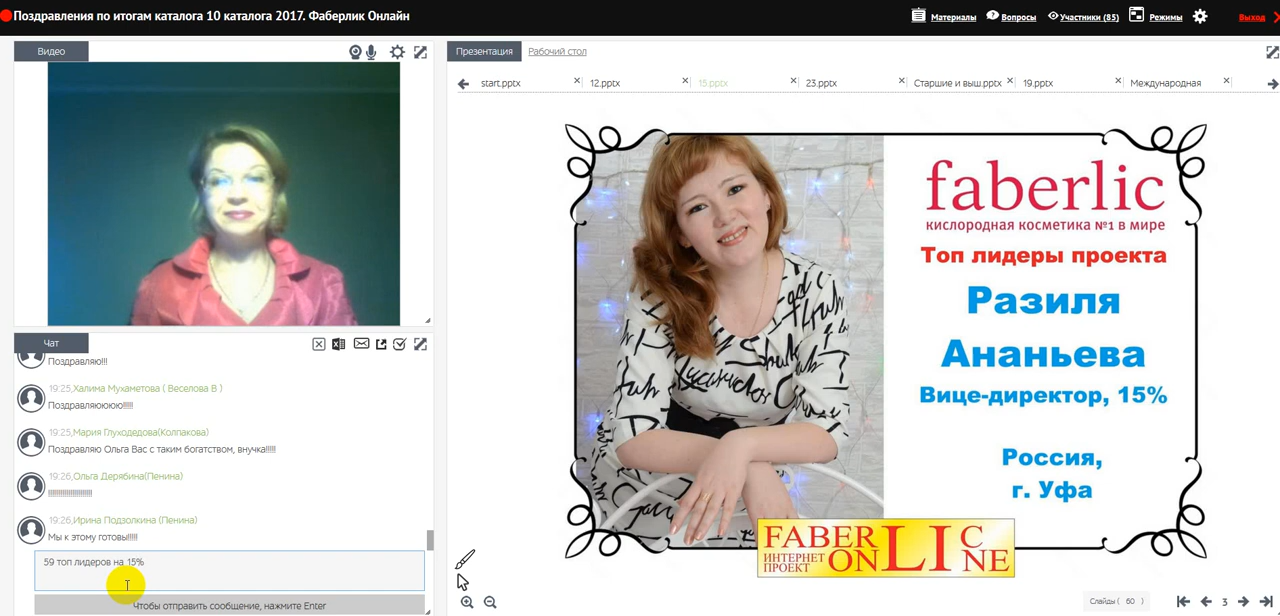 Поздравления по итогам каталога 10 каталога 2017. Фаберлик Онлайн
Материалы
Вопросы
Участники (85)
Режимы
Выход
Видео
Чат
Поздравляю!!!
19:25,Халима Мухаметова ( Веселова В )
Поздравляюююю!!!!!
19:25,Мария Глуходедова(Колпакова)
Поздравляю Ольга Вас с таким богатством, внучка!!!!!
19:26,Ольга Дерябина(Пенина)
19:26,Ирина Подзолкина (Пенина)
Мы к этому готовы!!!!!
59 топ лидеров на 15%
Чтобы отправить сообщение, нажмите Enter
Презентация
Рабочий стол
start.pptx
12.pptx
15.pptx
23.pptx
Старшие и выш.pptx
19.pptx
Международная
faberlic
кислородная косметика №1 в мире
Топ лидеры проекта
Разиля
Ананьева
Вице-директор, 15%
Россия,
г. Уфа
FABERLIC
ИНТЕРНЕТ ПРОЕКТ
ONLINE
Слайды ( 60 )
3